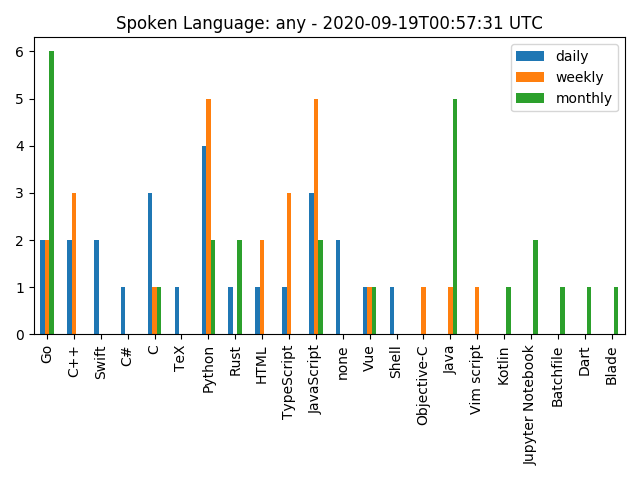 Spoken Language: any - 2020-09-19T00:57:31 UTC
daily
weekly
monthly
6
5
4
3
2
1
0
Go
C++
Swift
C#
C
TeX
Python
Rust
HTML
TypeScript
JavaScript
none
Vue
Shell
Objective-C
Java
Vim script
Kotlin
Jupyter Notebook
Batchfile
Dart
Blade